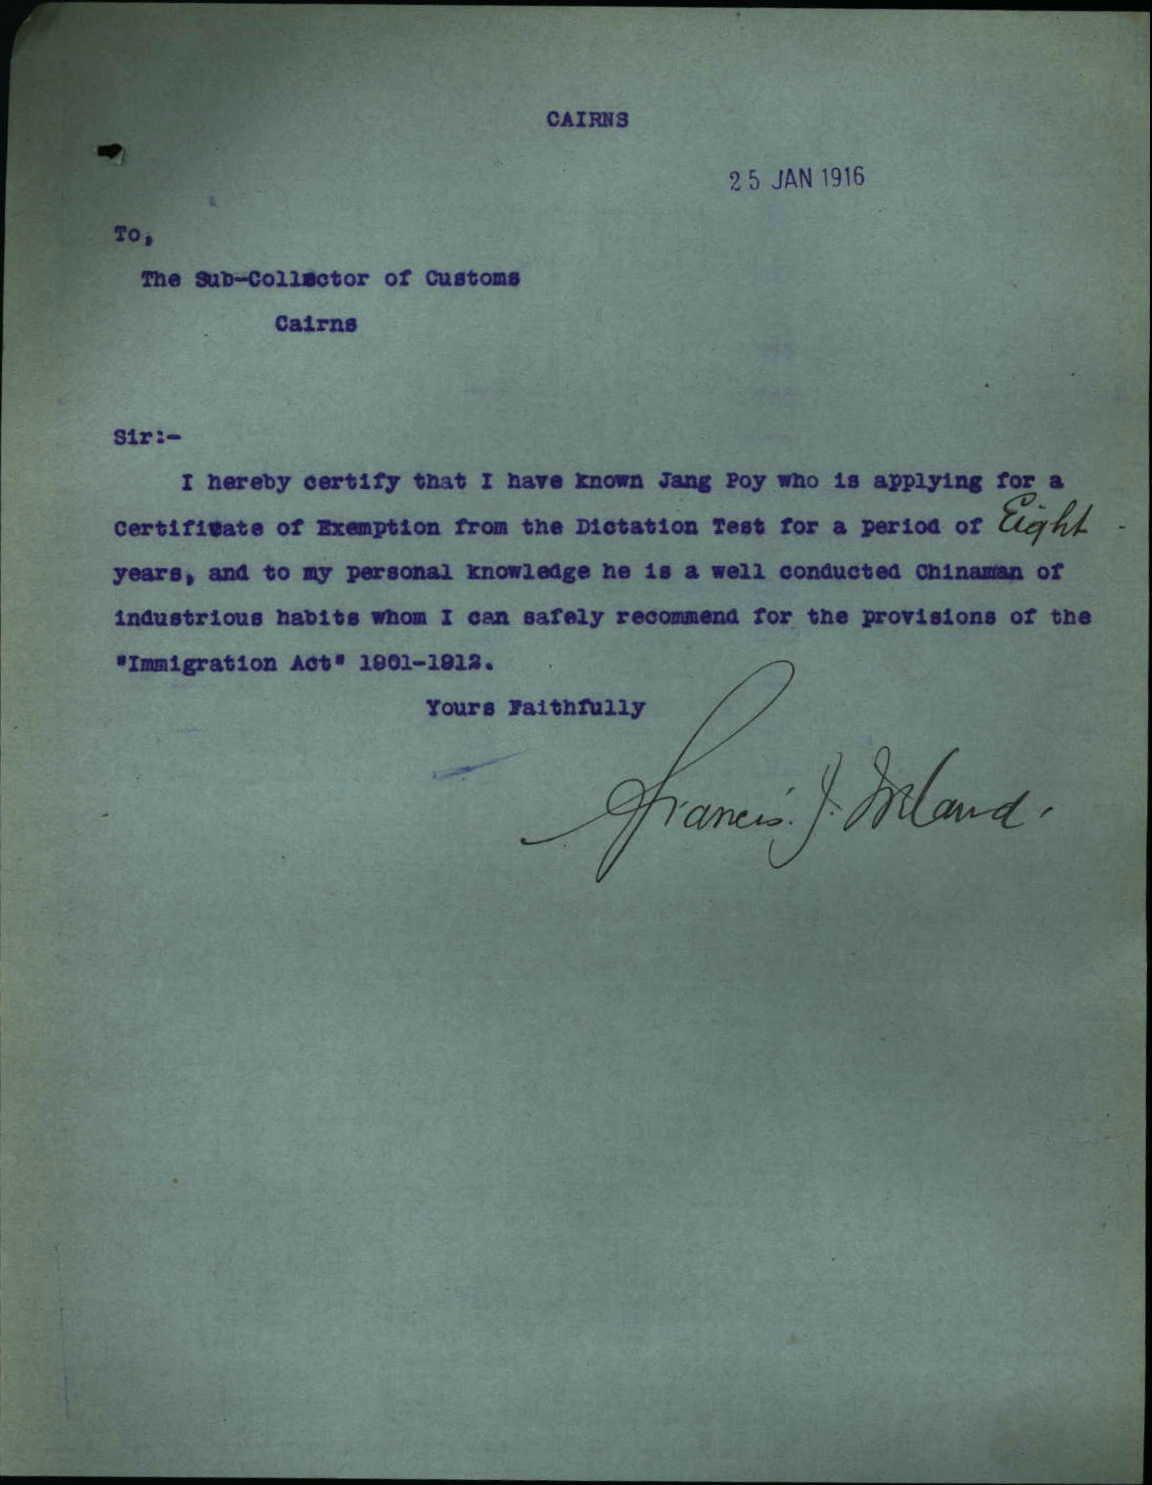 CAIRNS
25 JAN 1916
To,
The Sub-Collector of Customs
Cairns
Sir:-
I hereby certify that I have known Jang Poy who is applying for a
Certificate of Exemption from the Dictation Test for a period of Eight
years, and to my personal knowledge he is a well conducted Chinaman of
industrious habits whom I can safely recommend for the provisions of the
"Immigration Act" 1901-1912.
Yours Faithfully
Francis. J. Ireland.